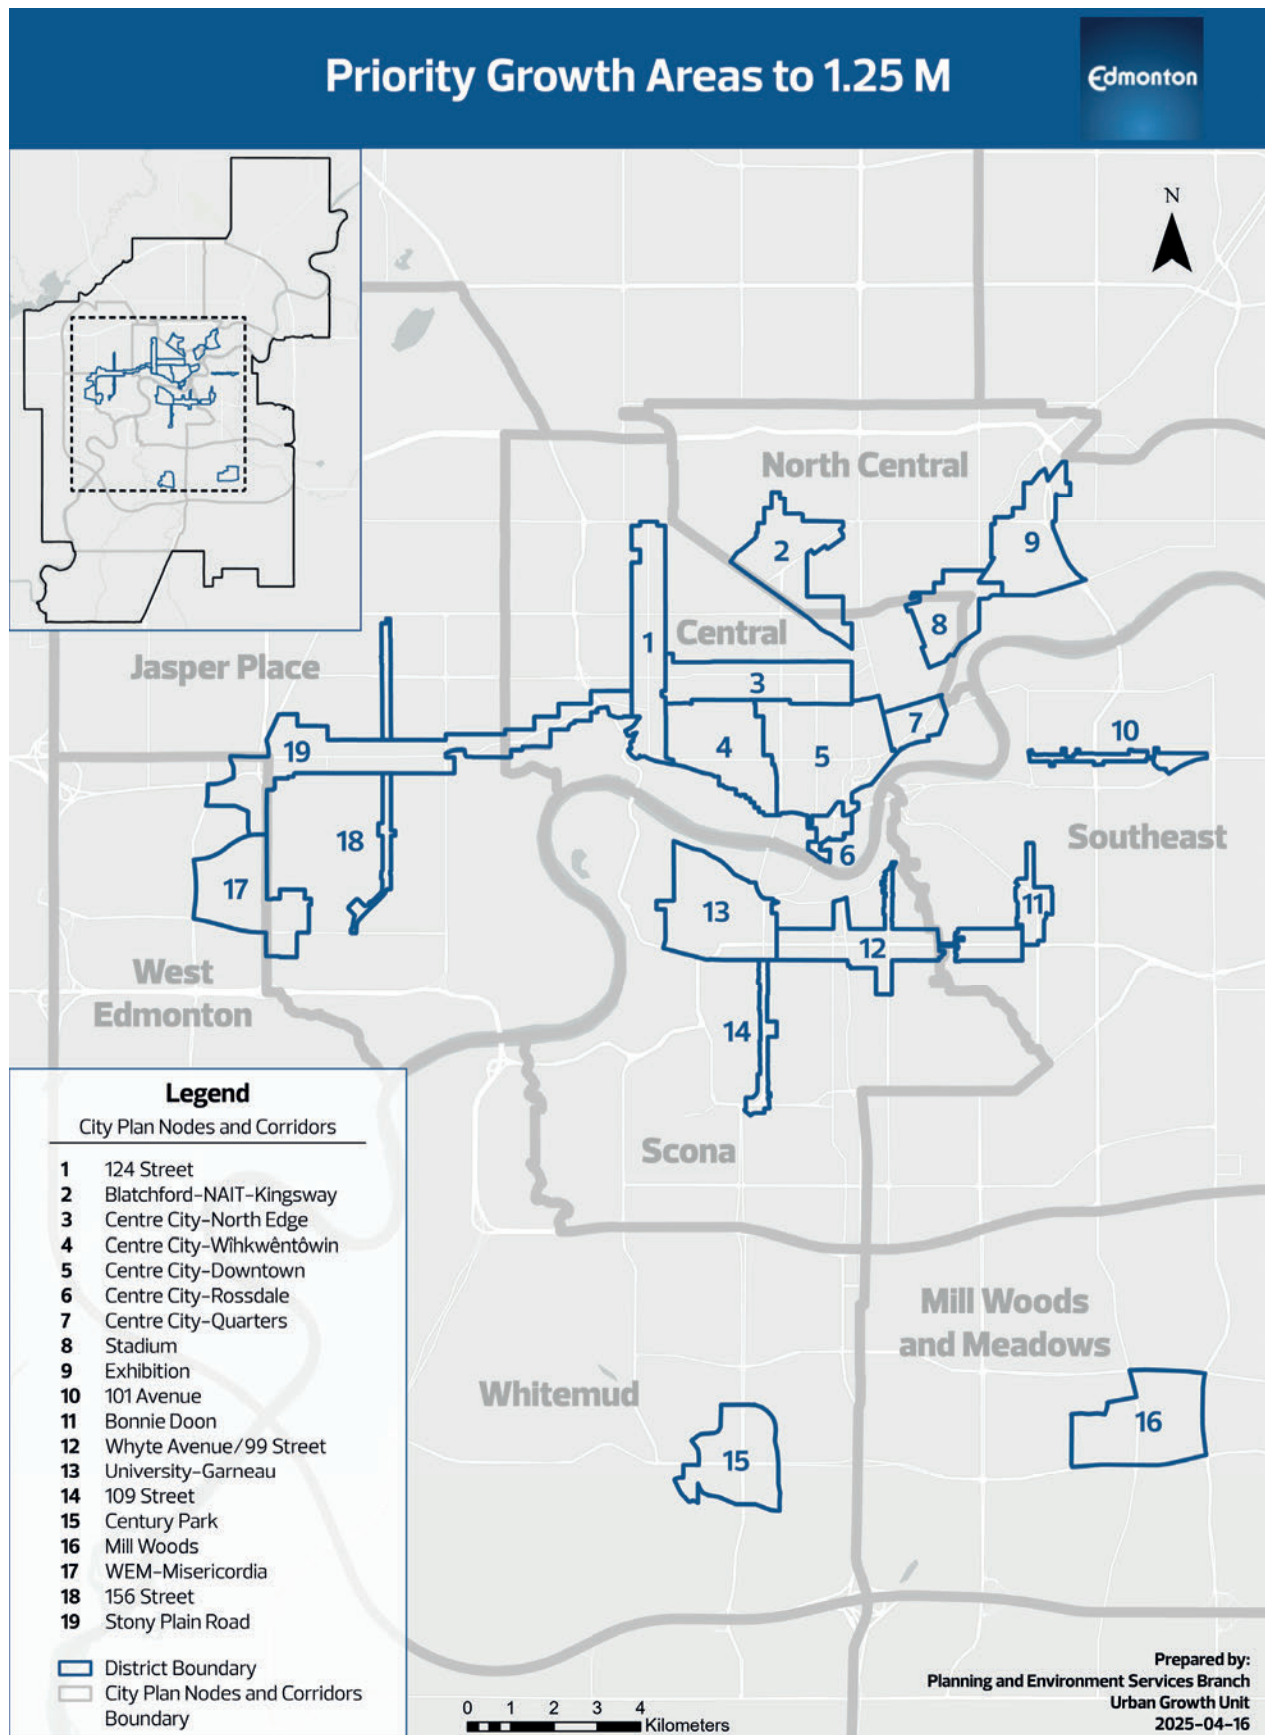 Priority Growth Areas to 1.25 M
Edmonton
N
North Central
2
9
8
1
Central
Jasper Place
3
7
10
19
4
5
Southeast
18
6
17
13
11
12
West
Edmonton
14
Scona
Mill Woods
and Meadows
Whitemud
16
15
Legend
City Plan Nodes and Corridors
1 124 Street
2 Blatchford-NAIT-Kingsway
3 Centre City-North Edge
4 Centre City-Wîhkwêntôwin
5 Centre City-Downtown
6 Centre City-Rossdale
7 Centre City-Quarters
8 Stadium
9 Exhibition
10 101 Avenue
11 Bonnie Doon
12 Whyte Avenue/99 Street
13 University-Garneau
14 109 Street
15 Century Park
16 Mill Woods
17 WEM-Misericordia
18 156 Street
19 Stony Plain Road
District Boundary
City Plan Nodes and Corridors
Boundary
0 1 2 3 4
Kilometers
Prepared by:
Planning and Environment Services Branch
Urban Growth Unit
2025-04-16